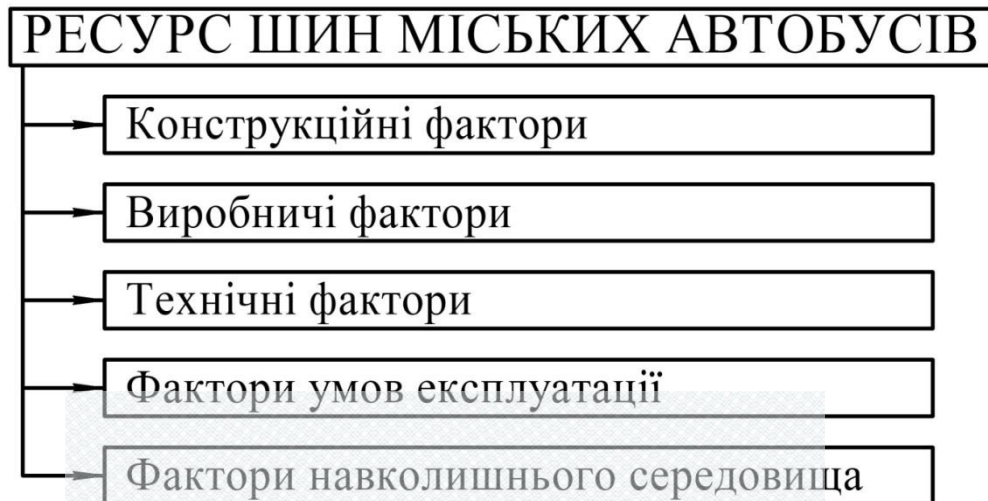 РЕСУРС ШИН МІСЬКИХ АВТОБУСІВ
Конструкційні фактори
Виробничі фактори
Технічні фактори
Фактори умов експлуатації
Фактори навколишнього середовища